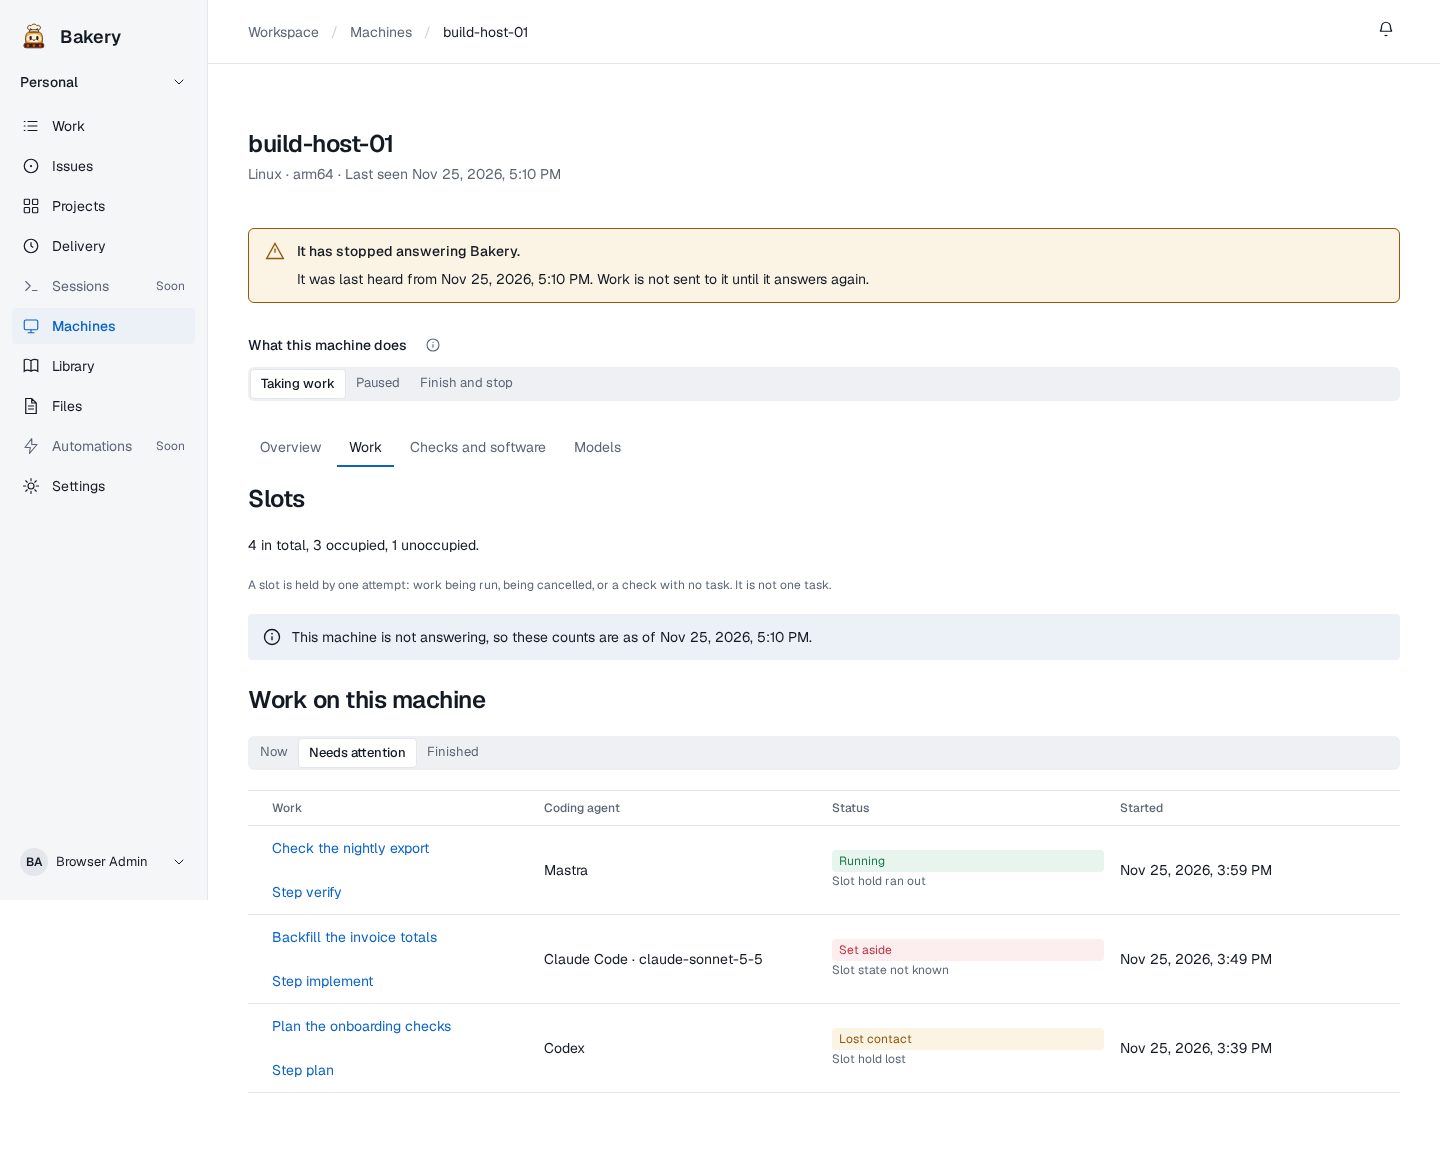 Bakery
Personal
Work
Issues
Projects
Delivery
Sessions Soon
Machines
Library
Files
Automations Soon
Settings
BA Browser Admin
Workspace / Machines / build-host-01
build-host-01
Linux · arm64 · Last seen Nov 25, 2026, 5:10 PM
It has stopped answering Bakery.
It was last heard from Nov 25, 2026, 5:10 PM. Work is not sent to it until it answers again.
What this machine does
Taking work Paused Finish and stop
Overview Work Checks and software Models
Slots
4 in total, 3 occupied, 1 unoccupied.
A slot is held by one attempt: work being run, being cancelled, or a check with no task. It is not one task.
This machine is not answering, so these counts are as of Nov 25, 2026, 5:10 PM.
Work on this machine
Now Needs attention Finished
Work Coding agent Status Started
Check the nightly export
Step verify
Mastra
Running
Slot hold ran out
Nov 25, 2026, 3:59 PM
Backfill the invoice totals
Step implement
Claude Code · claude-sonnet-5-5
Set aside
Slot state not known
Nov 25, 2026, 3:49 PM
Plan the onboarding checks
Step plan
Codex
Lost contact
Slot hold lost
Nov 25, 2026, 3:39 PM